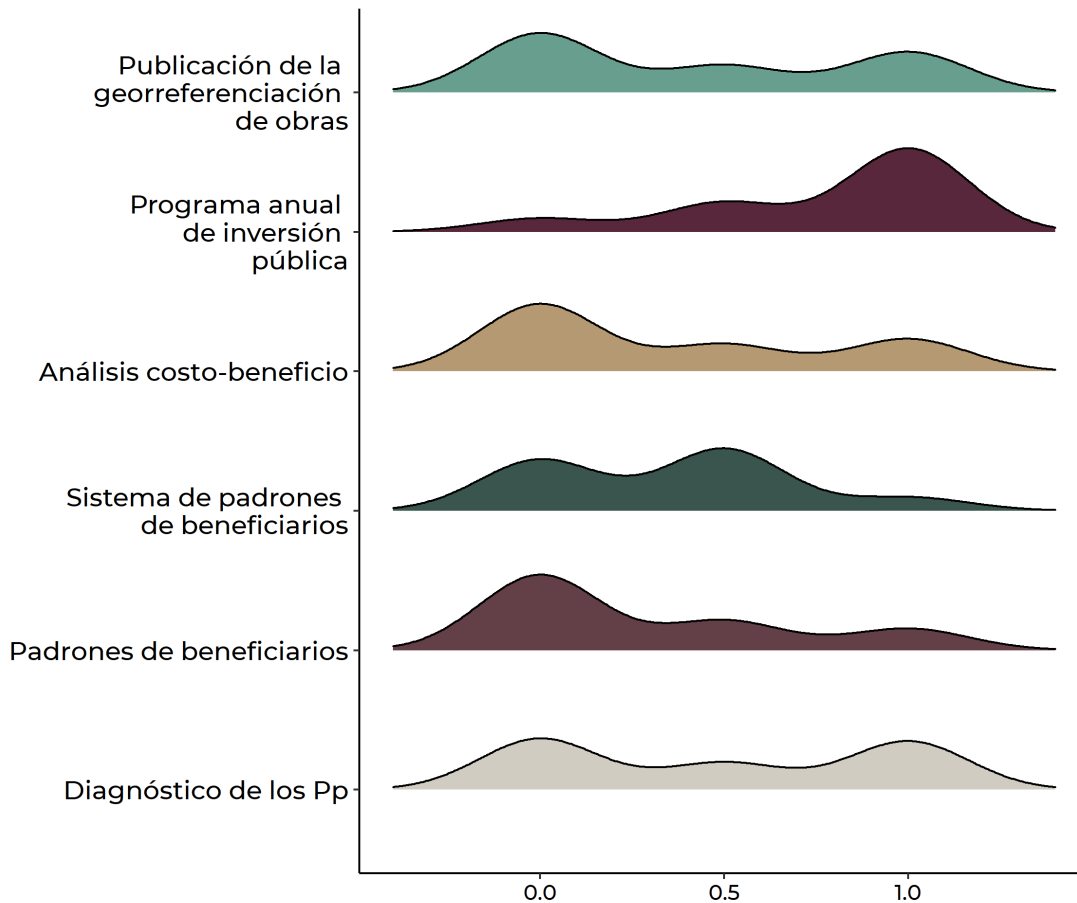 Publicación de la
georreferenciación
de obras
Programa anual
de inversión
pública
Análisis costo-beneficio
Sistema de padrones
de beneficiarios
Padrones de beneficiarios
Diagnóstico de los Pp
0.0 0.5 1.0